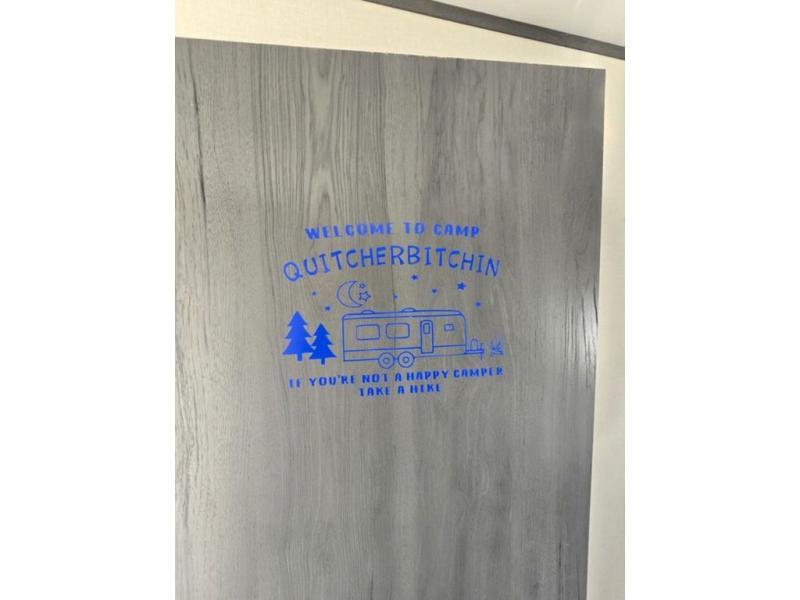 WELCOME TO CAMP
QUITCHERBITCHIN
IF YOU'RE NOT A HAPPY CAMPER
TAKE A HIKE